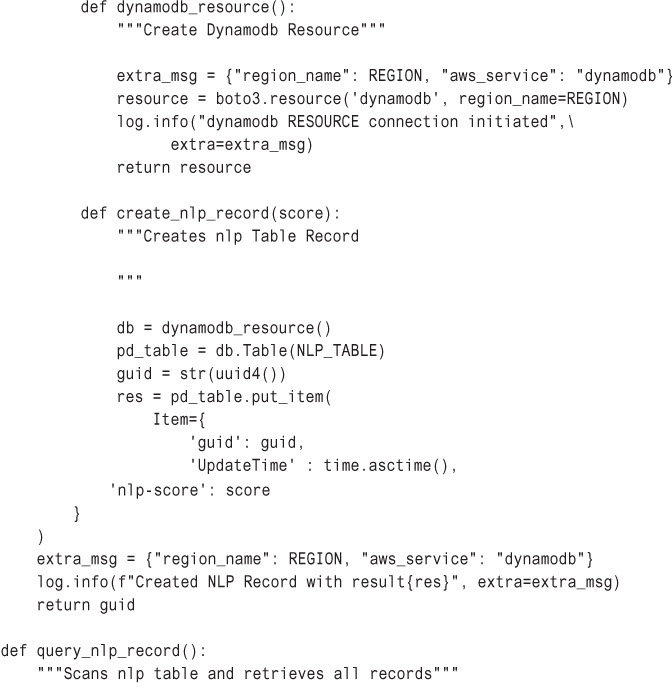 def dynamodb_resource():
"""Create Dynamodb Resource"""
extra_msg = {"region_name": REGION, "aws_service": "dynamodb"}
resource = boto3.resource('dynamodb', region_name=REGION)
log.info("dynamodb RESOURCE connection initiated",\
extra=extra_msg)
return resource
def create_nlp_record(score):
"""Creates nlp Table Record
"""
db = dynamodb_resource()
pd_table = db.Table(NLP_TABLE)
guid = str(uuid4())
res = pd_table.put_item(
Item={
'guid': guid,
'UpdateTime' : time.asctime(),
'nlp-score': score
}
)
extra_msg = {"region_name": REGION, "aws_service": "dynamodb"}
log.info(f"Created NLP Record with result{res}", extra=extra_msg)
return guid
def query_nlp_record():
"""Scans nlp table and retrieves all records"""